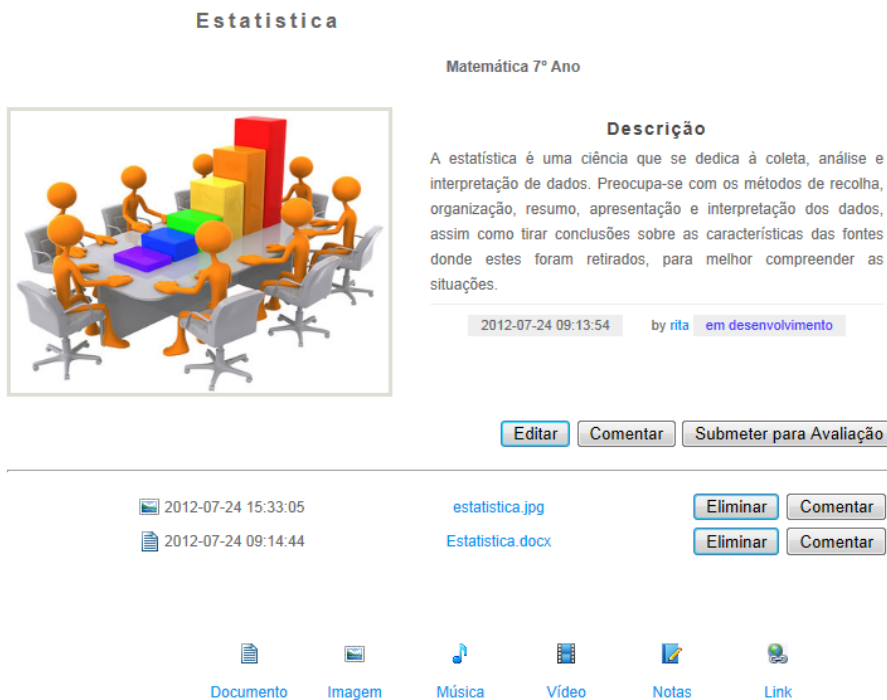 Estatistica
Matemática 7º Ano
Descrição
A estatística é uma ciência que se dedica à coleta, análise e
interpretação de dados. Preocupa-se com os métodos de recolha,
organização, resumo, apresentação e interpretação dos dados,
assim como tirar conclusões sobre as características das fontes
donde estes foram retirados, para melhor compreender as
situações.
2012-07-24 09:13:54 by rita em desenvolvimento
Editar Comentar Submeter para Avaliação
2012-07-24 15:33:05 estatistica.jpg Eliminar Comentar
2012-07-24 09:14:44 Estatistica.docx Eliminar Comentar
Documento Imagem Música Vídeo Notas Link